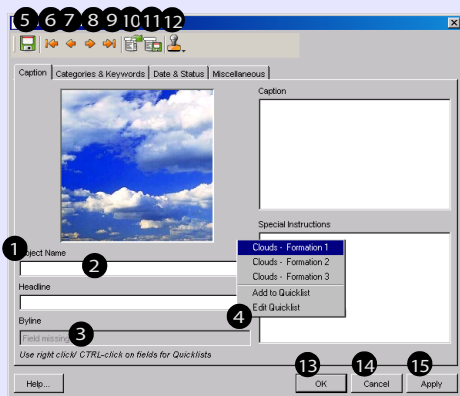 5 6 7 8 9 10 11 12
Caption Categories & Keywords Date & Status Miscellaneous
Caption
Special Instructions
1
bject Name
2
Clouds - Formation 1
Clouds - Formation 2
Clouds - Formation 3
Add to Quicklist
Edit Quicklist
Headline
4
Byline
3
Field missing
Use right click/ CTRL-click on fields for Quicklists
13 14 15
Help... OK Cancel Apply